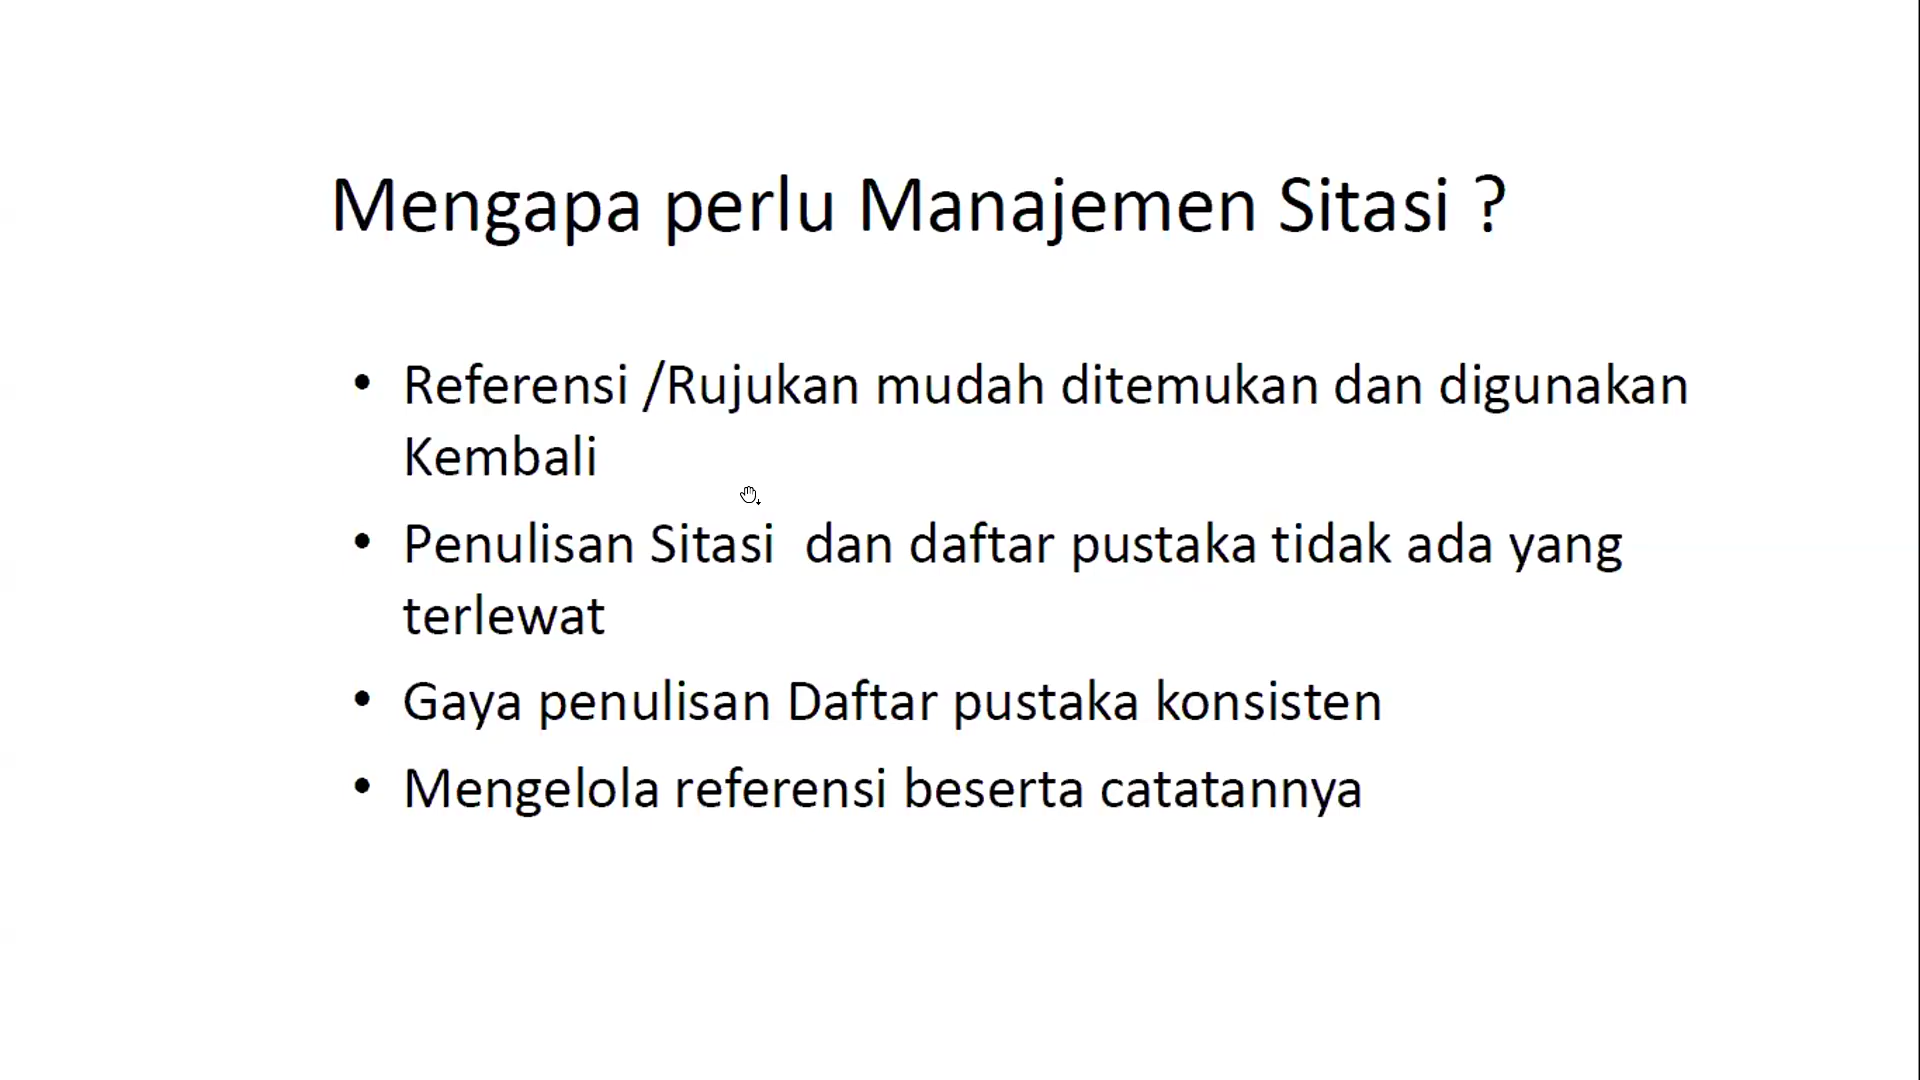 Mengapa perlu Manajemen Sitasi ?
• Referensi /Rujukan mudah ditemukan dan digunakan
Kembali
• Penulisan Sitasi  dan daftar pustaka tidak ada yang
terlewat
• Gaya penulisan Daftar pustaka konsisten
• Mengelola referensi beserta catatannya